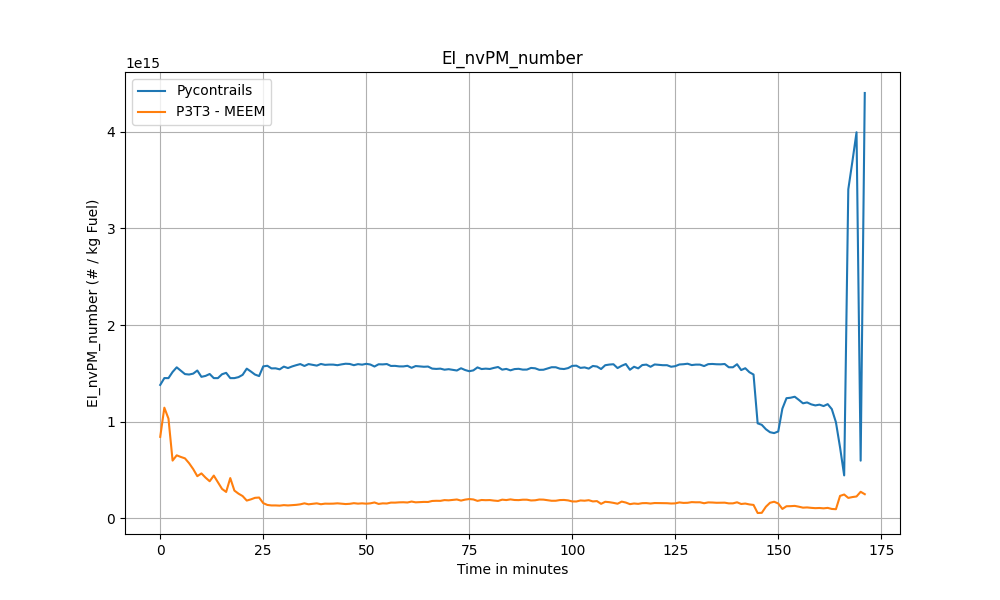 EI_nvPM_number
1e15
Pycontrails
P3T3 - MEEM
EI_nvPM_number (# / kg Fuel)
4
3
2
1
0
0 25 50 75 100 125 150 175
Time in minutes